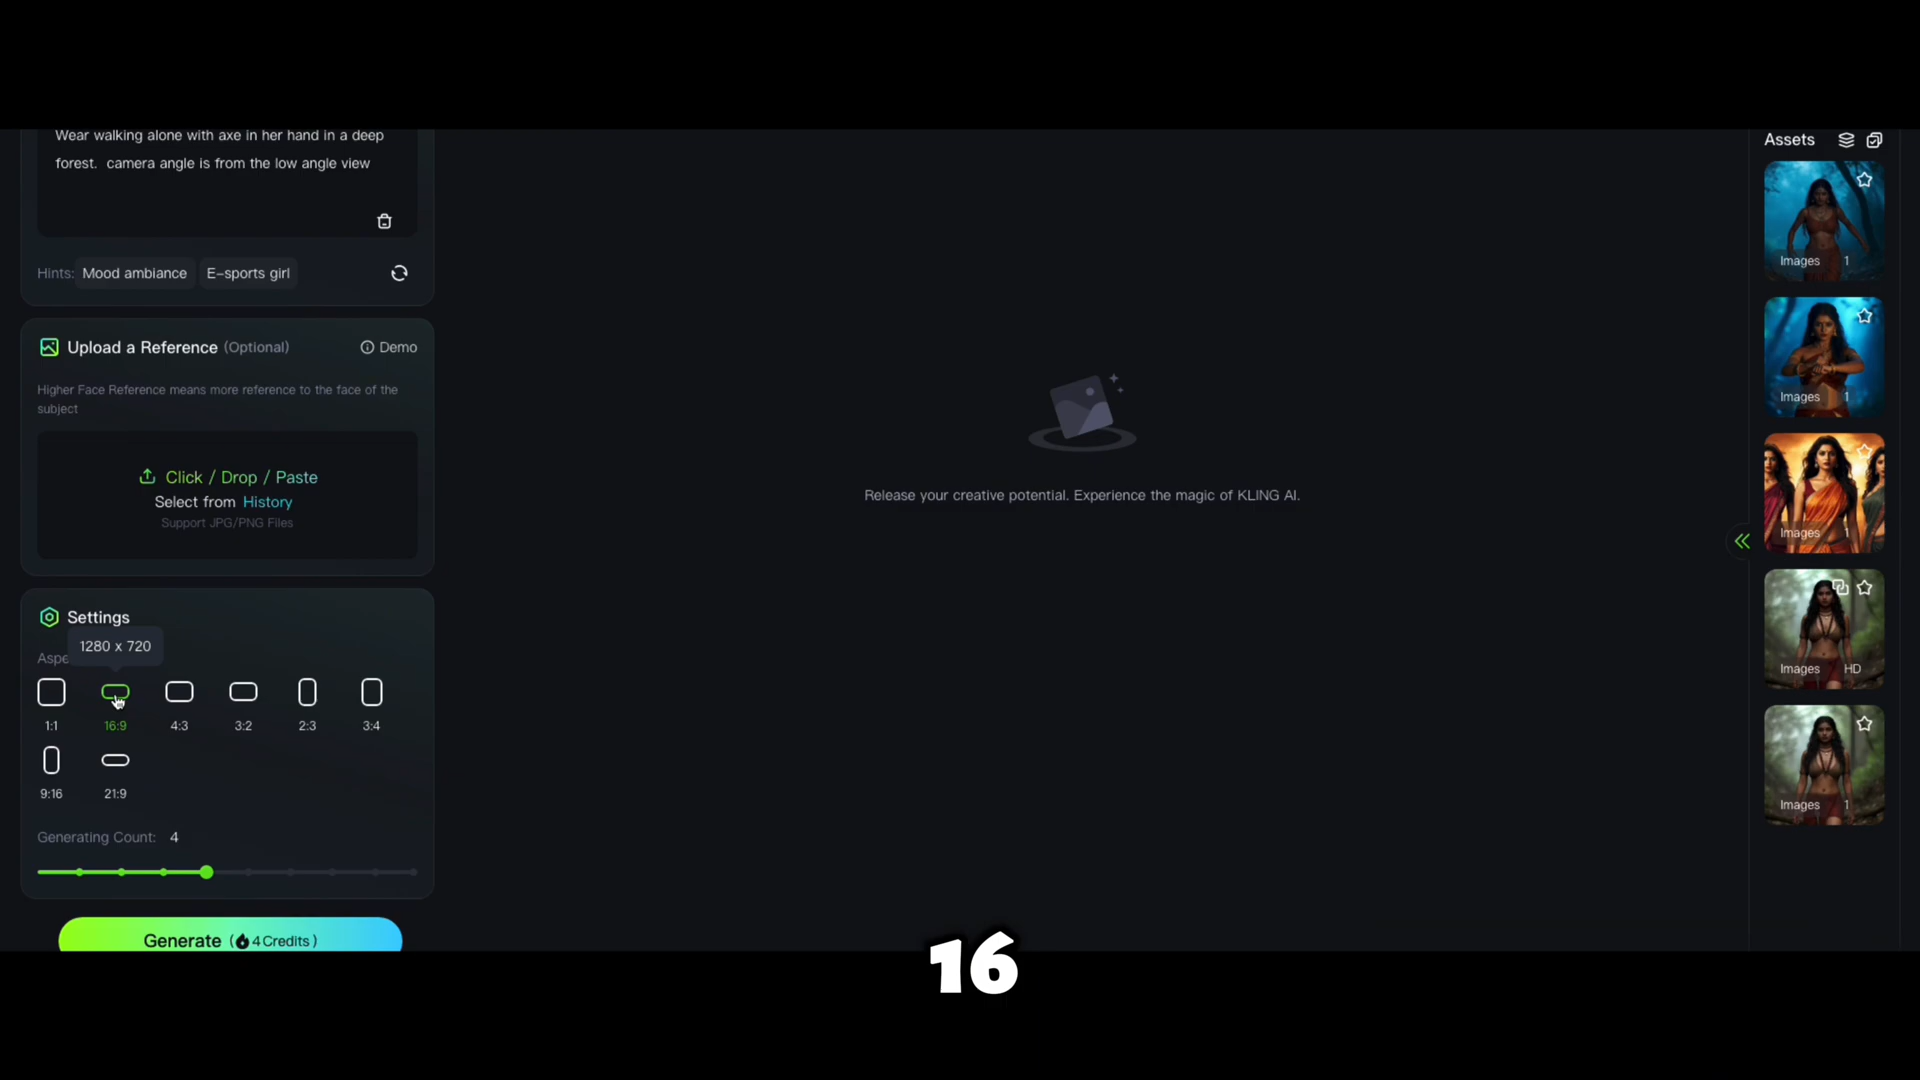 Wear walking alone with axe in her hand in a deep
forest. camera angle is from the low angle view
Hints: Mood ambiance E-sports girl
Upload a Reference (Optional) Demo
Higher Face Reference means more reference to the face of the
subject
Click / Drop / Paste
Select from History
Support JPG/PNG Files
Settings
1280 x 720
Aspe
1:1 16:9 4:3 3:2 2:3 3:4
9:16 21:9
Generating Count: 4
Generate ( 4 Credits )
Release your creative potential. Experience the magic of KLING AI.
Assets
Images 1
Images 1
Images 1
Images HD
Images 1
16